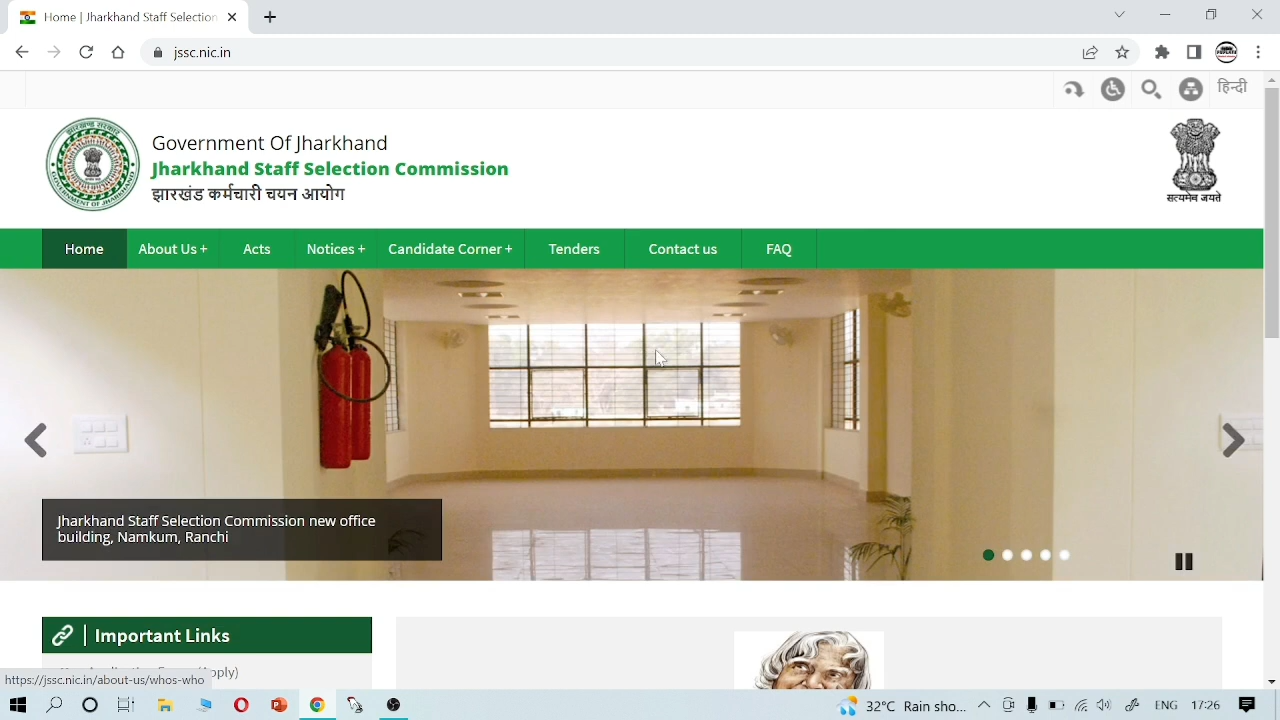 Home | Jharkhand Staff Selection
jssc.nic.in
हिन्दी
Government Of Jharkhand
Jharkhand Staff Selection Commission
झारखंड कर्मचारी चयन आयोग
सत्यमेव जयते
Home
About Us +
Acts
Notices +
Candidate Corner +
Tenders
Contact us
FAQ
Jharkhand Staff Selection Commission new office
building, Namkum, Ranchi
Important Links
(Apply)
https://jssc.nic.in/about-us/whos-who
32°C Rain sho...
ENG
17:26